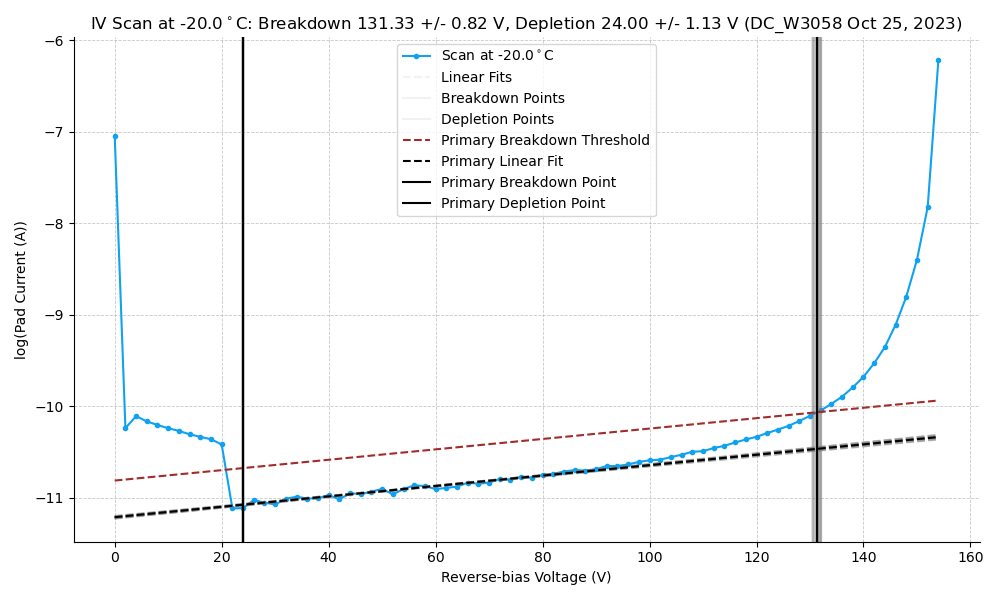 IV Scan at -20.0°C: Breakdown 131.33 +/- 0.82 V, Depletion 24.00 +/- 1.13 V (DC_W3058 Oct 25, 2023)
Scan at -20.0°C
Linear Fits
Breakdown Points
Depletion Points
Primary Breakdown Threshold
Primary Linear Fit
Primary Breakdown Point
Primary Depletion Point
log(Pad Current (A))
−6
−7
−8
−9
−10
−11
0 20 40 60 80 100 120 140 160
Reverse-bias Voltage (V)